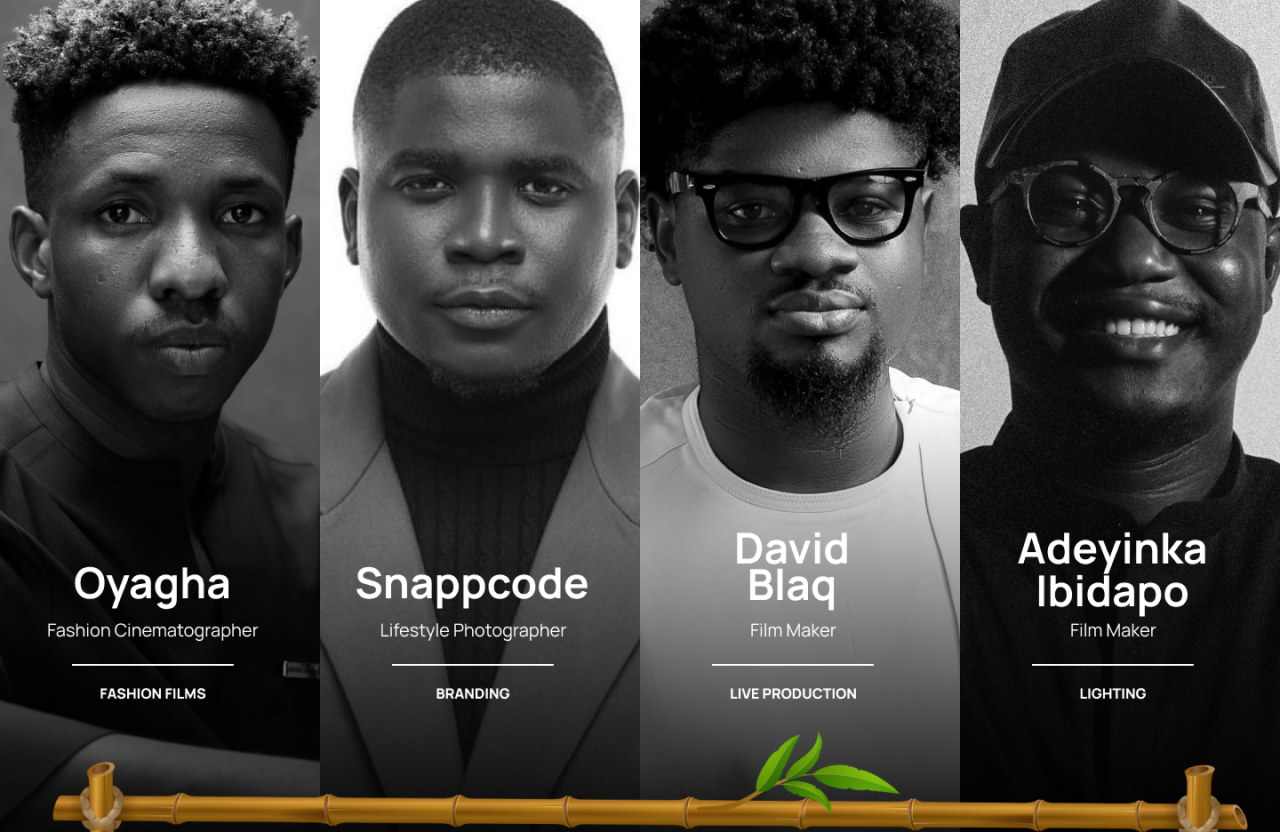 Oyagha
Fashion Cinematographer
FASHION FILMS
Snappcode
Lifestyle Photographer
BRANDING
David
Blaq
Film Maker
LIVE PRODUCTION
Adeyinka
Ibidapo
Film Maker
LIGHTING